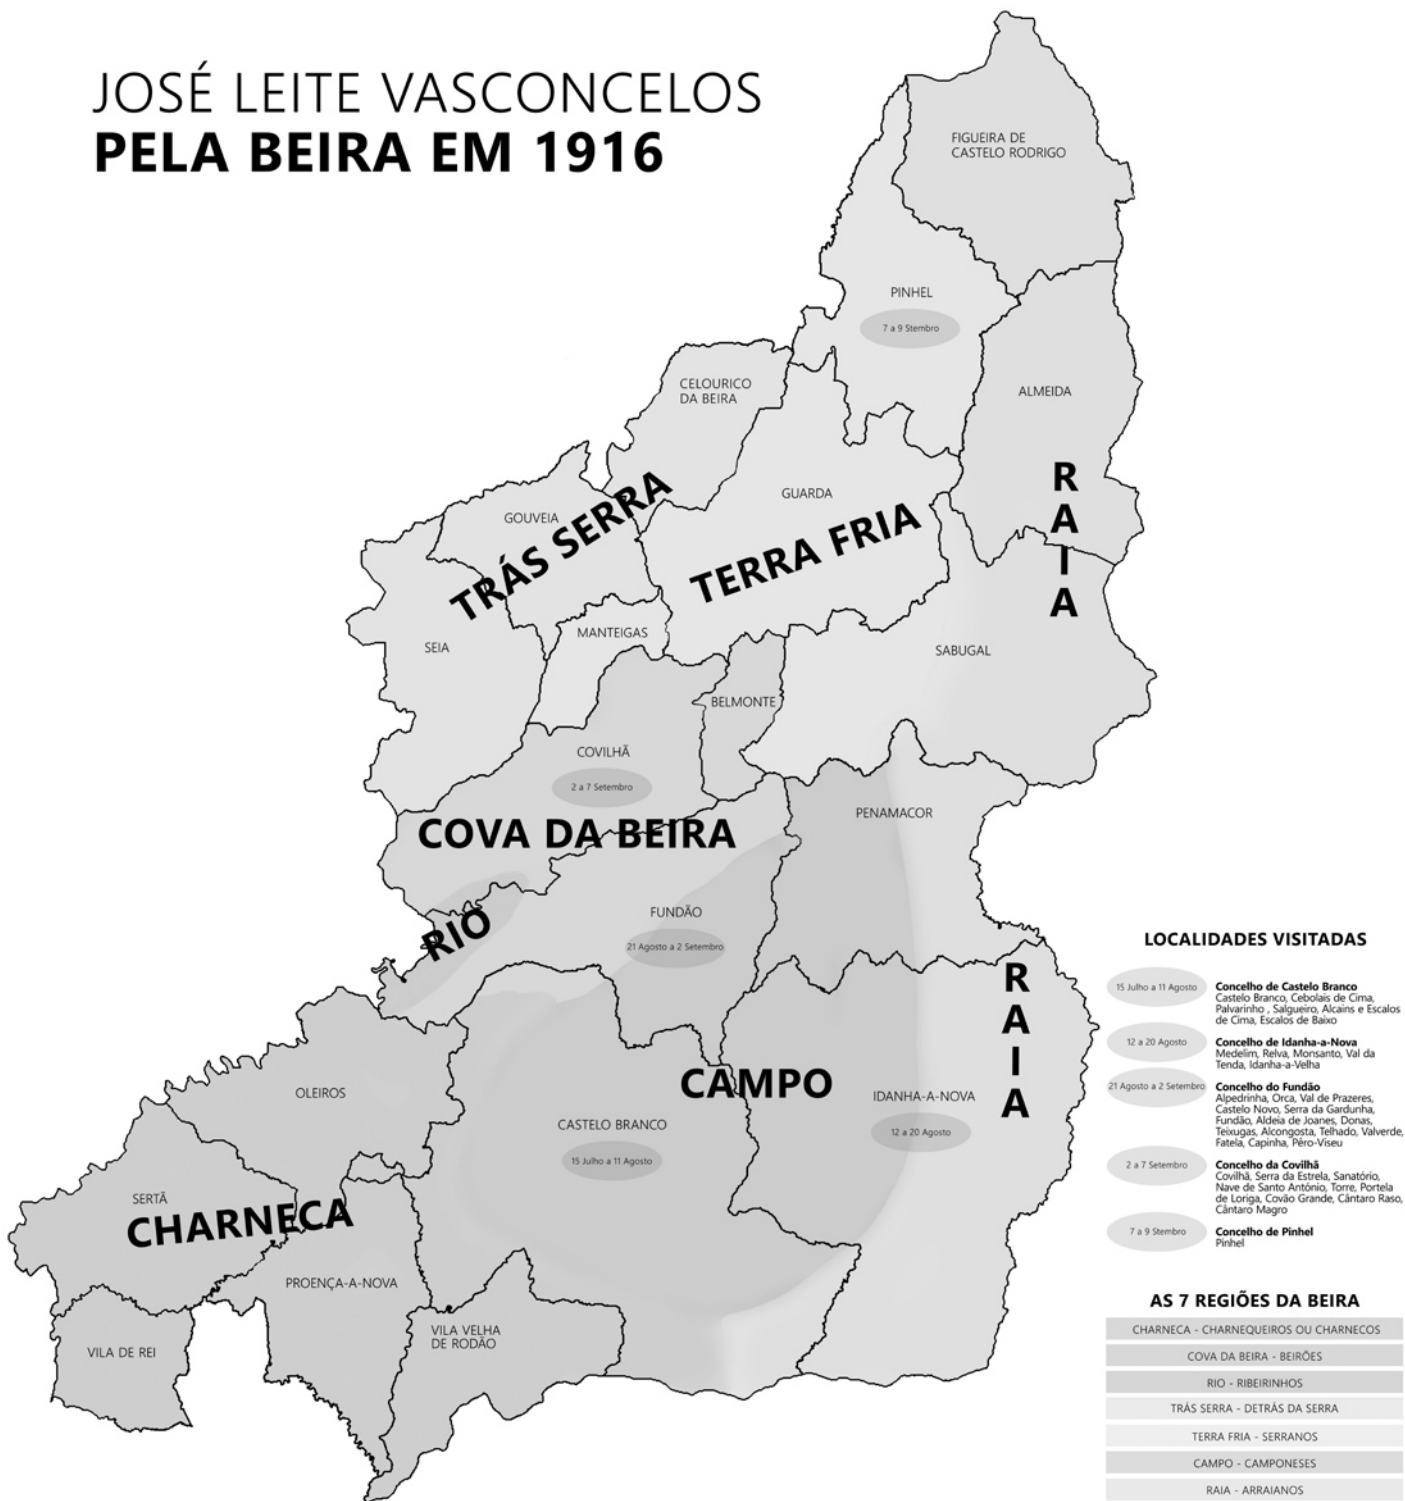 JOSÉ LEITE VASCONCELOS
PELA BEIRA EM 1916
FIGUEIRA DE
CASTELO RODRIGO
PINHEL
7 a 9 Stembro
CELOURICO
DA BEIRA
ALMEIDA
GUARDA
GOUVEIA
TRÁS SERRA
TERRA FRIA
RAIA
MANTEIGAS
SEIA
SABUGAL
BELMONTE
COVILHÃ
2 a 7 Setembro
PENAMACOR
COVA DA BEIRA
RIO
FUNDÃO
21 Agosto a 2 Setembro
RAIA
OLEIROS
CAMPO
IDANHA-A-NOVA
12 a 20 Agosto
CASTELO BRANCO
15 Julho a 11 Agosto
SERTÃ
CHARNECA
PROENÇA-A-NOVA
VILA VELHA
DE RODÃO
VILA DE REI
LOCALIDADES VISITADAS
15 Julho a 11 Agosto
Concelho de Castelo Branco
Castelo Branco, Cebolais de Cima,
Palvarinho , Salgueiro, Alcains e Escalos
de Cima, Escalos de Baixo
12 a 20 Agosto
Concelho de Idanha-a-Nova
Medelim, Relva, Monsanto, Val da
Tenda, Idanha-a-Velha
21 Agosto a 2 Setembro
Concelho do Fundão
Alpedrinha, Orca, Val de Prazeres,
Castelo Novo, Serra da Gardunha,
Fundão, Aldeia de Joanes, Donas,
Teixugas, Alcongosta, Telhado, Valverde,
Fatela, Capinha, Pêro-Viseu
2 a 7 Setembro
Concelho da Covilhã
Covilhã, Serra da Estrela, Sanatório,
Nave de Santo António, Torre, Portela
de Loriga, Covão Grande, Cântaro Raso,
Cântaro Magro
7 a 9 Stembro
Concelho de Pinhel
Pinhel
AS 7 REGIÕES DA BEIRA
CHARNECA - CHARNEQUEIROS OU CHARNECOS
COVA DA BEIRA - BEIRÕES
RIO - RIBEIRINHOS
TRÁS SERRA - DETRÁS DA SERRA
TERRA FRIA - SERRANOS
CAMPO - CAMPONESES
RAIA - ARRAIANOS